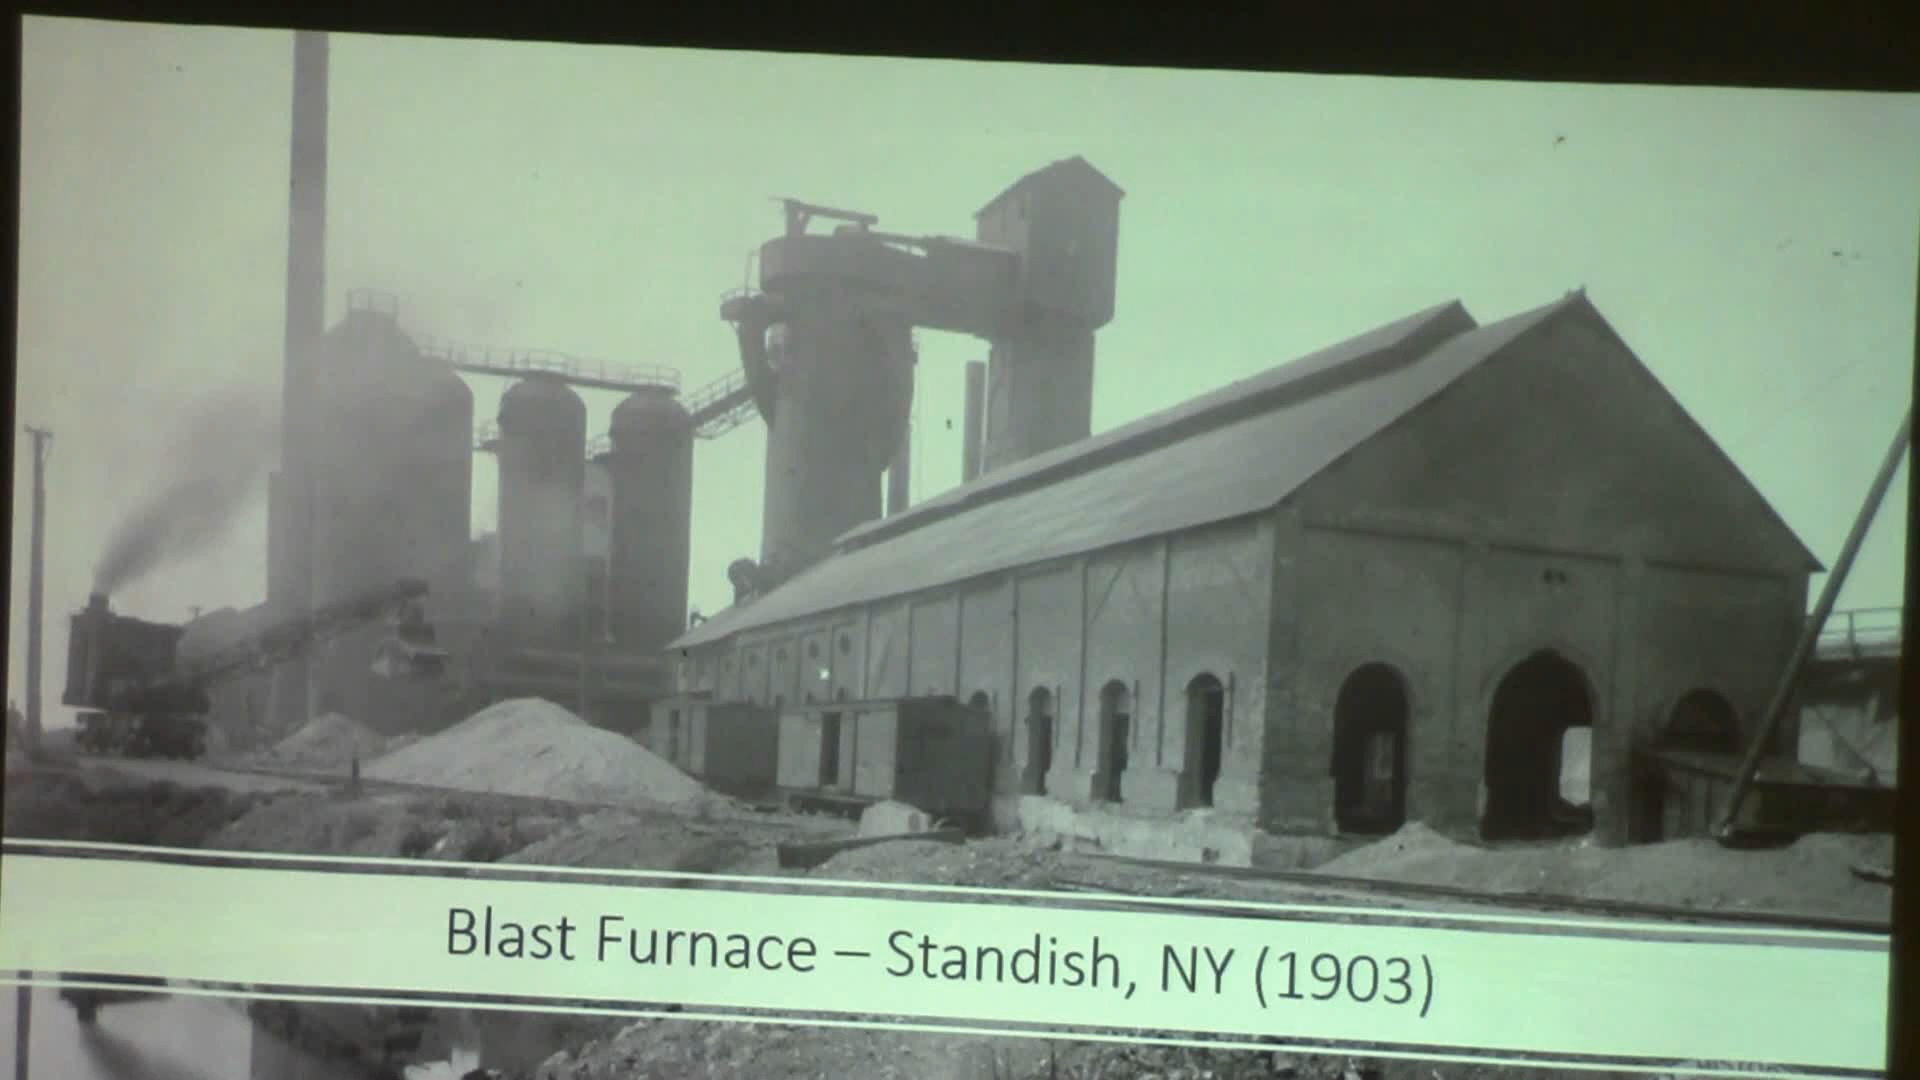 Blast Furnace – Standish, NY (1903)